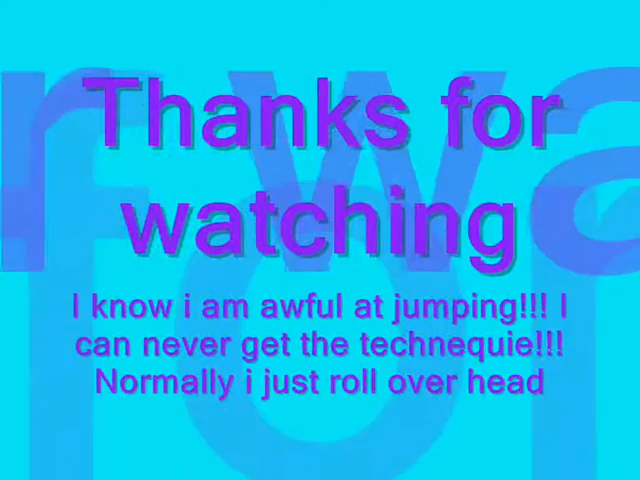 Thanks for
watching
I know i am awful at jumping!!! I
can never get the technequie!!!
Normally i just roll over head